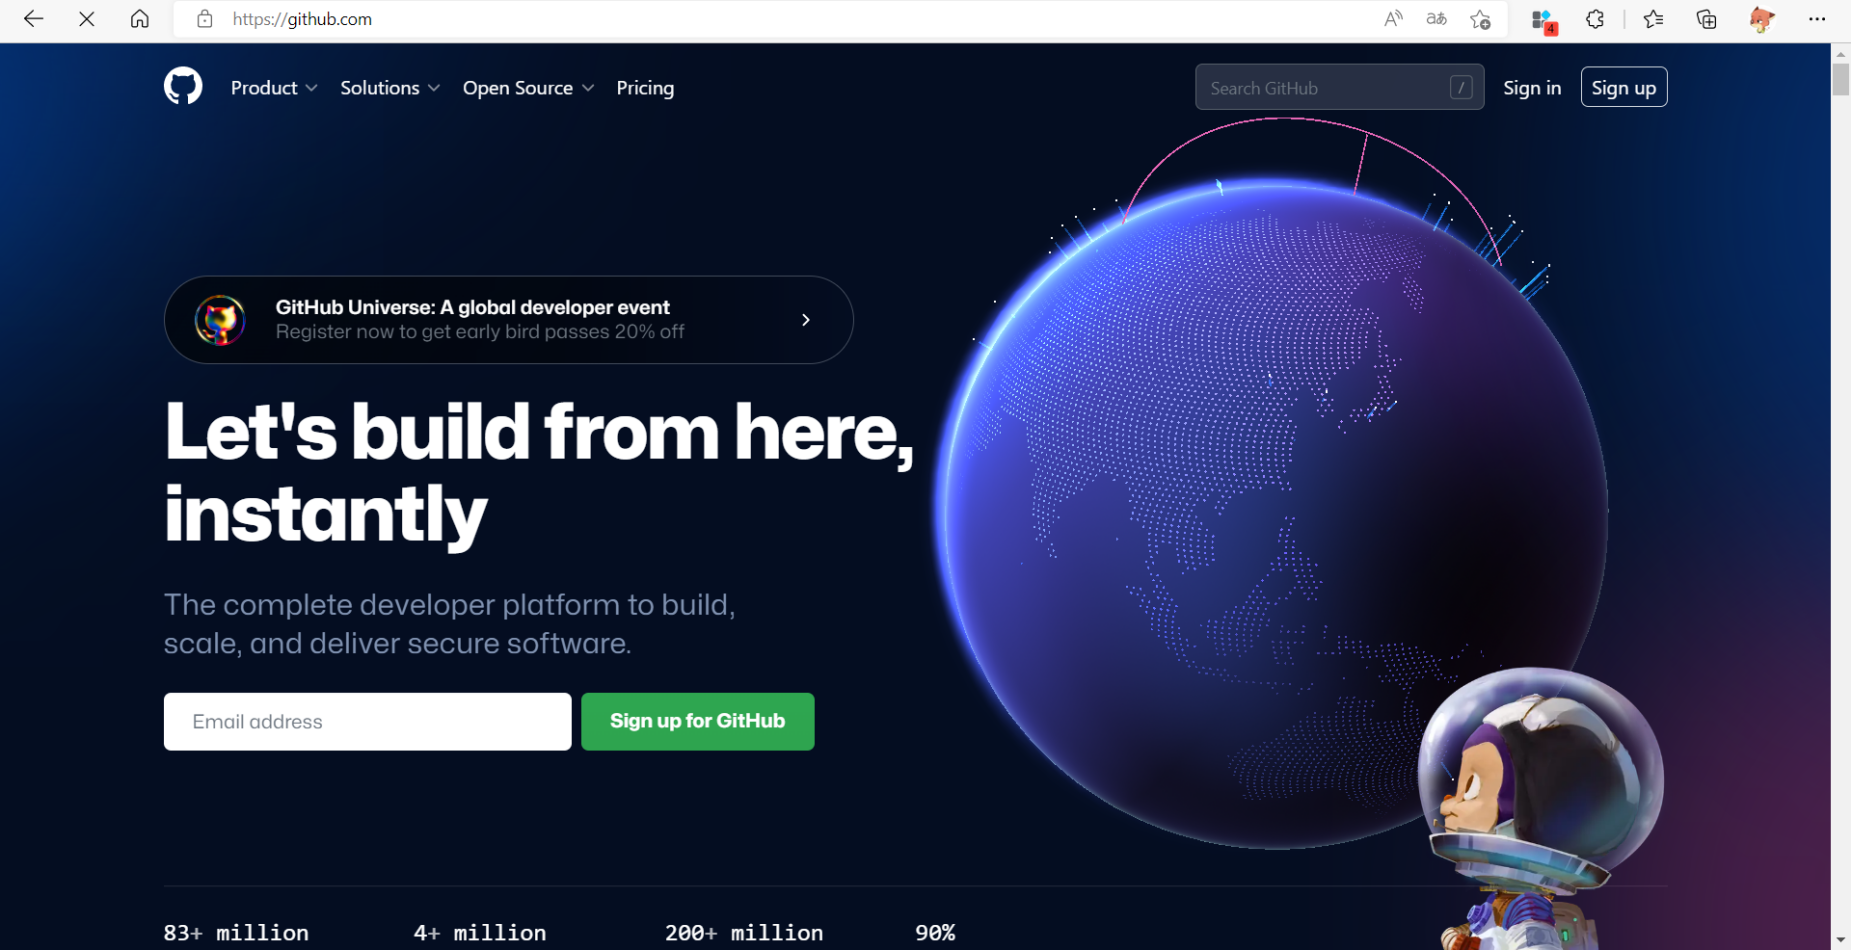 https://github.com
A
aあ
4
Product
Solutions
Open Source
Pricing
Search GitHub
/
Sign in
Sign up
GitHub Universe: A global developer event
Register now to get early bird passes 20% off
Let's build from here,
instantly
The complete developer platform to build,
scale, and deliver secure software.
Email address
Sign up for GitHub
83+ million
4+ million
200+ million
90%